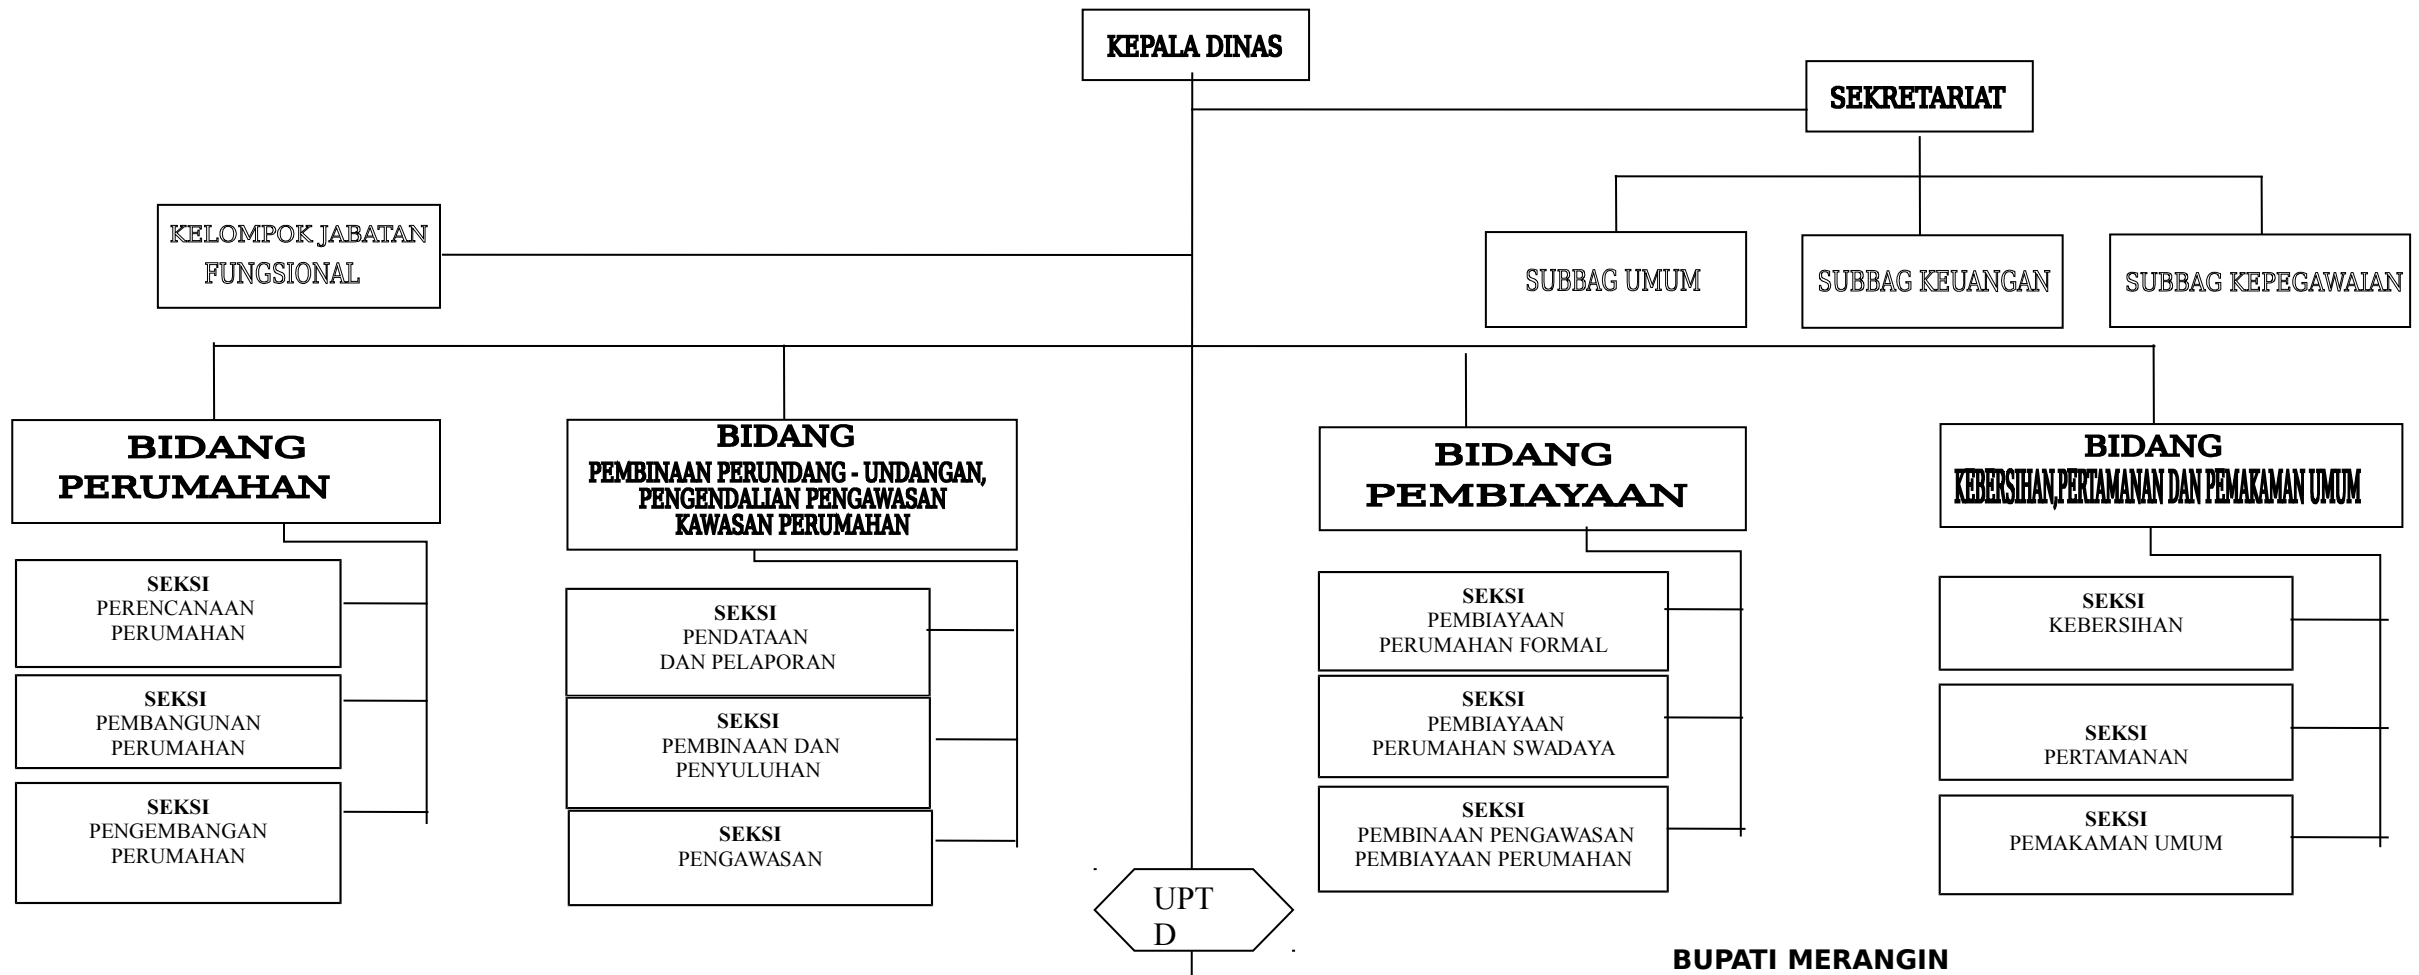 KEPALA DINAS
SEKRETARIAT
KELOMPOK JABATAN
FUNGSIONAL
SUBBAG UMUM
SUBBAG KEUANGAN
SUBBAG KEPEGAWAIAN
BIDANG
PERUMAHAN
SEKSI
PERENCANAAN
PERUMAHAN
SEKSI
PEMBANGUNAN
PERUMAHAN
SEKSI
PENGEMBANGAN
PERUMAHAN
BIDANG
PEMBINAAN PERUNDANG - UNDANGAN,
PENGENDALIAN PENGAWASAN
KAWASAN PERUMAHAN
SEKSI
PENDATAAN
DAN PELAPORAN
SEKSI
PEMBINAAN DAN
PENYULUHAN
SEKSI
PENGAWASAN
BIDANG
PEMBIAYAAN
SEKSI
PEMBIAYAAN
PERUMAHAN FORMAL
SEKSI
PEMBIAYAAN
PERUMAHAN SWADAYA
SEKSI
PEMBINAAN PENGAWASAN
PEMBIAYAAN PERUMAHAN
BIDANG
KEBERSIHAN,PERTAMANAN DAN PEMAKAMAN UMUM
SEKSI
KEBERSIHAN
SEKSI
PERTAMANAN
SEKSI
PEMAKAMAN UMUM
UPT
D
BUPATI MERANGIN